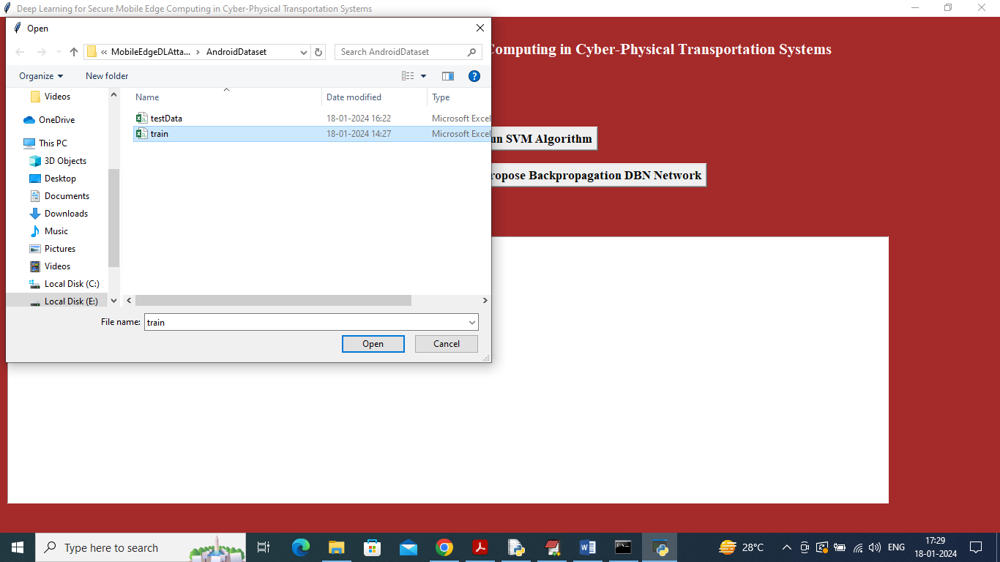 Deep Learning for Secure Mobile Edge Computing in Cyber-Physical Transportation Systems
Open
Computing in Cyber-Physical Transportation Systems
« MobileEdgeDLAtta... › AndroidDataset
Search AndroidDataset
Organize
New folder
Name
Date modified
Type
Videos
OneDrive
This PC
3D Objects
Desktop
Documents
Downloads
Music
Pictures
Videos
Local Disk (C:)
Local Disk (E:)
testData 18-01-2024 16:22 Microsoft Excel
train 18-01-2024 14:27 Microsoft Excel
un SVM Algorithm
ropose Backpropagation DBN Network
File name: train
Open
Cancel
Type here to search
28°C
ENG
17:29
18-01-2024